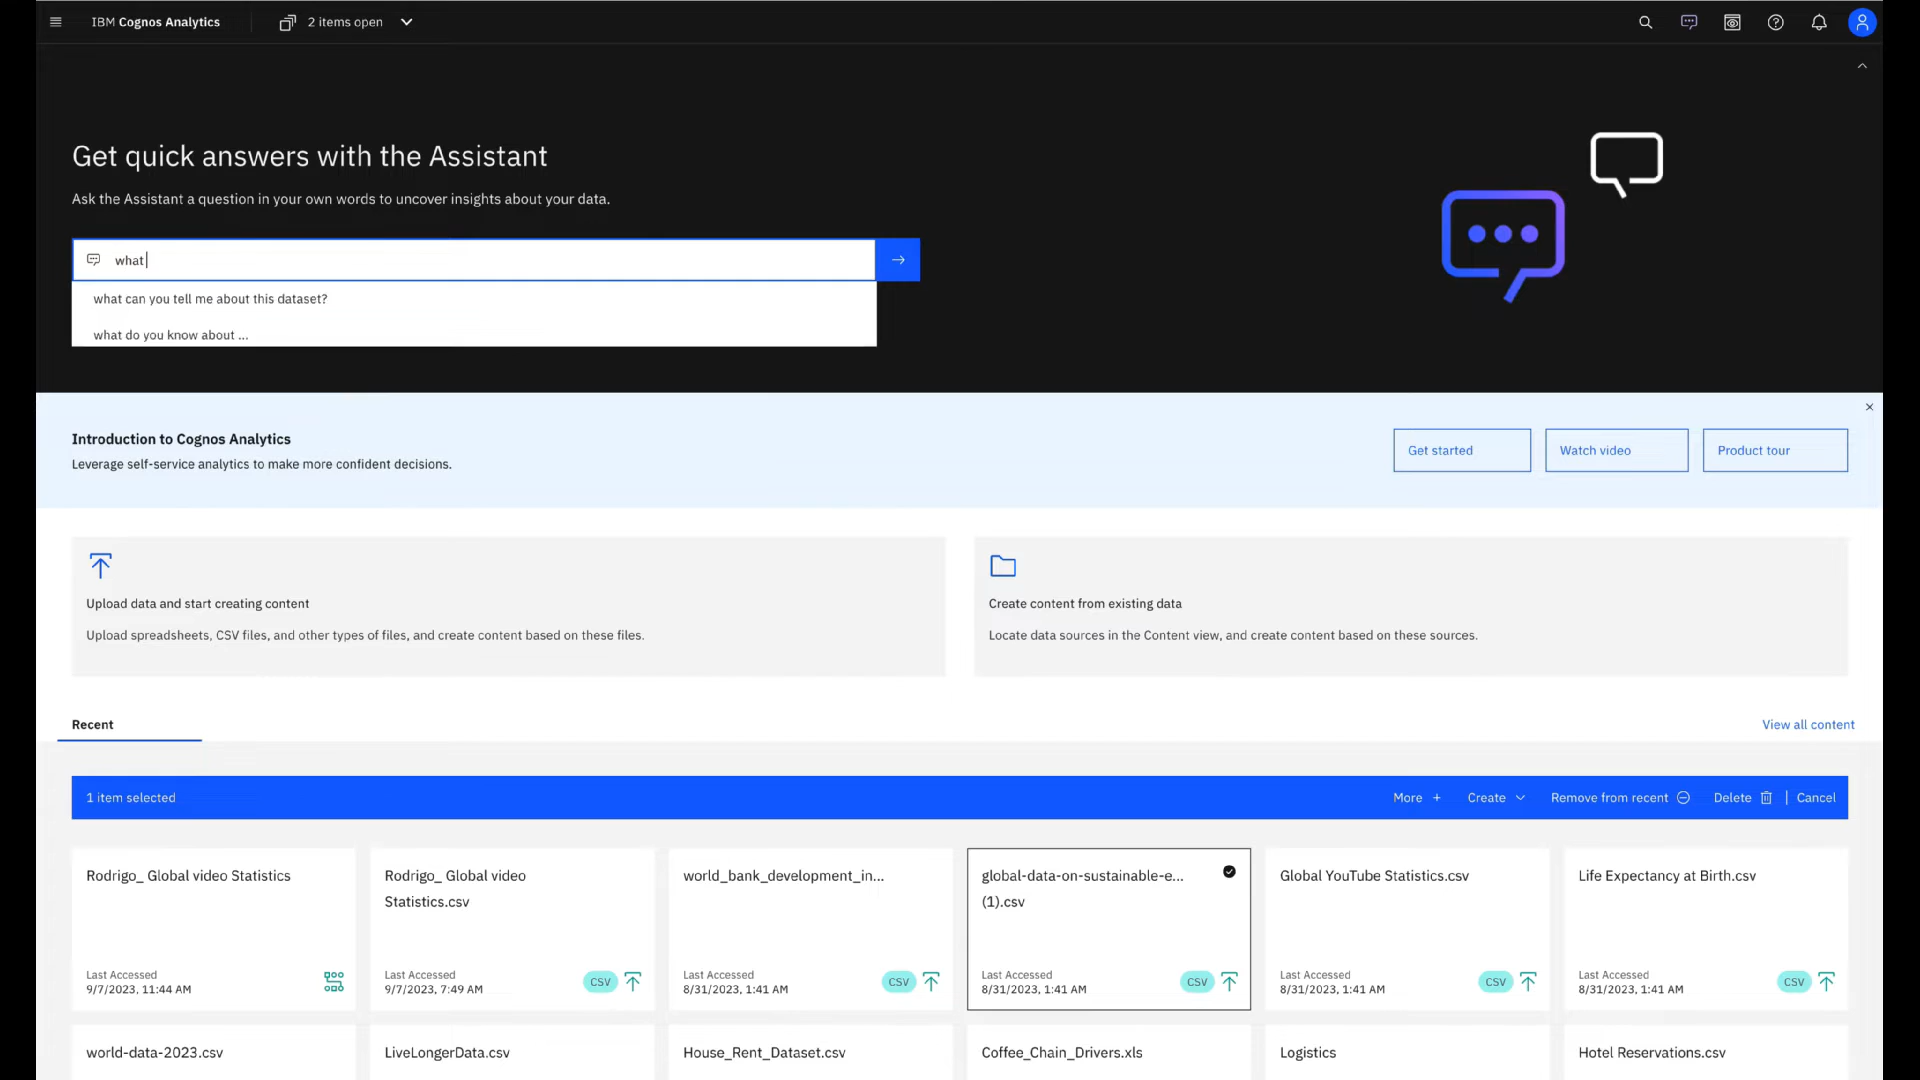 IBM Cognos Analytics
2 items open
Get quick answers with the Assistant
Ask the Assistant a question in your own words to uncover insights about your data.
what
what can you tell me about this dataset?
what do you know about ...
Introduction to Cognos Analytics
Leverage self-service analytics to make more confident decisions.
Get started
Watch video
Product tour
Upload data and start creating content
Upload spreadsheets, CSV files, and other types of files, and create content based on these files.
Create content from existing data
Locate data sources in the Content view, and create content based on these sources.
Recent
View all content
1 item selected
More
Create
Remove from recent
Delete
Cancel
Rodrigo_ Global video Statistics
Last Accessed
9/7/2023, 11:44 AM
Rodrigo_ Global video
Statistics.csv
Last Accessed
9/7/2023, 7:49 AM
CSV
world_bank_development_in...
Last Accessed
8/31/2023, 1:41 AM
CSV
global-data-on-sustainable-e...
(1).csv
Last Accessed
8/31/2023, 1:41 AM
CSV
Global YouTube Statistics.csv
Last Accessed
8/31/2023, 1:41 AM
CSV
Life Expectancy at Birth.csv
Last Accessed
8/31/2023, 1:41 AM
CSV
world-data-2023.csv
LiveLongerData.csv
House_Rent_Dataset.csv
Coffee_Chain_Drivers.xls
Logistics
Hotel Reservations.csv